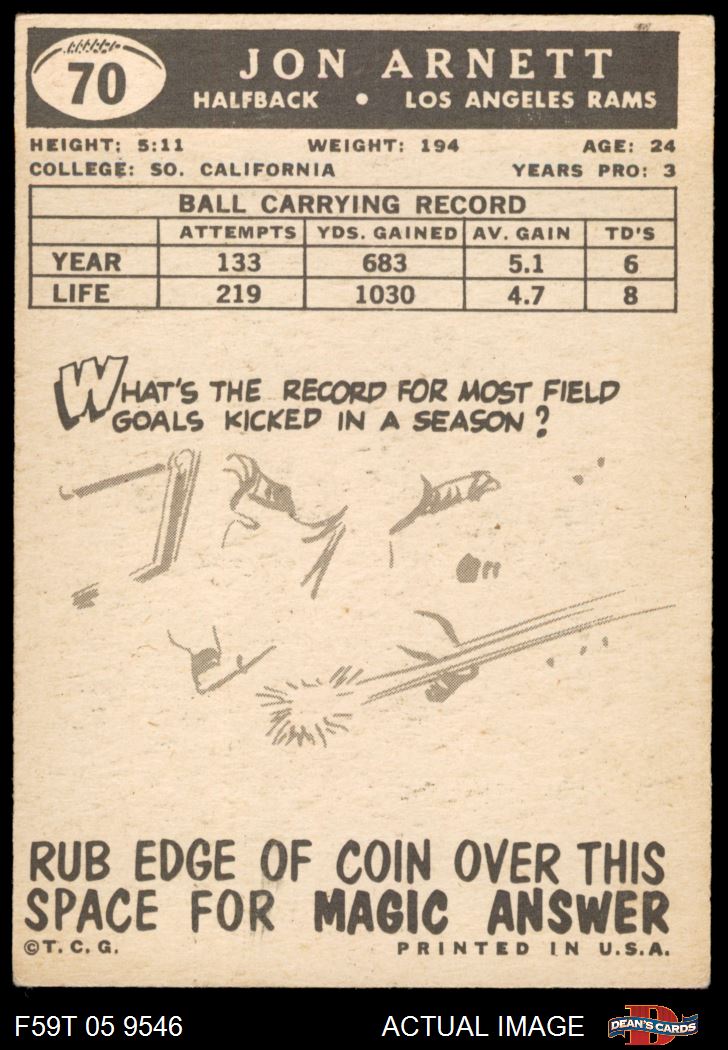 70
JON ARNETT
HALFBACK • LOS ANGELES RAMS
HEIGHT: 5:11 WEIGHT: 194 AGE: 24
COLLEGE: SO. CALIFORNIA YEARS PRO: 3
BALL CARRYING RECORD
ATTEMPTS YDS. GAINED AV. GAIN TD'S
YEAR 133 683 5.1 6
LIFE 219 1030 4.7 8
WHAT'S THE RECORD FOR MOST FIELD
GOALS KICKED IN A SEASON?
RUB EDGE OF COIN OVER THIS
SPACE FOR MAGIC ANSWER
©T.C.G. PRINTED IN U.S.A.
F59T 05 9546 ACTUAL IMAGE D DEAN'S CARDS